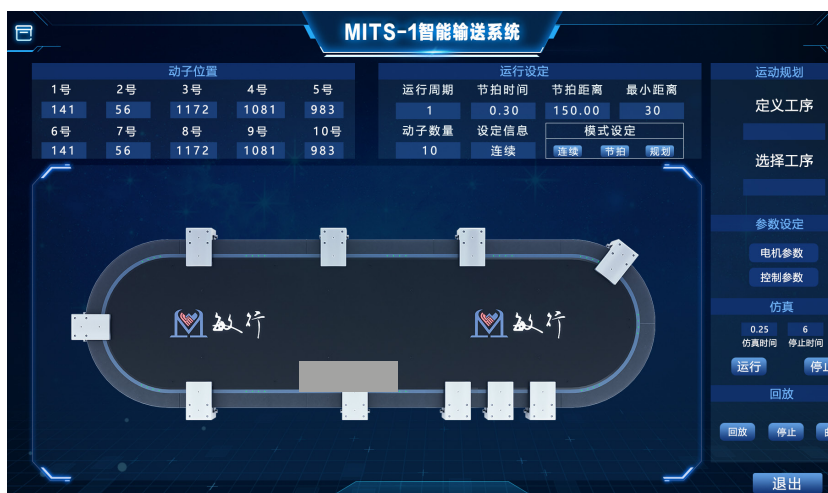 MITS-1智能输送系统
动子位置
1号 2号 3号 4号 5号
141 56 1172 1081 983
6号 7号 8号 9号 10号
141 56 1172 1081 983
运行设定
运行周期 节拍时间 节拍距离 最小距离
1 0.30 150.00 30
动子数量 设定信息 模式设定
10 连续 连续 节拍 规划
运动规划
定义工序
选择工序
参数设定
电机参数
控制参数
仿真
0.25 6
仿真时间 停止时间
运行 停止
回放
回放 停止
退出
敏行 敏行